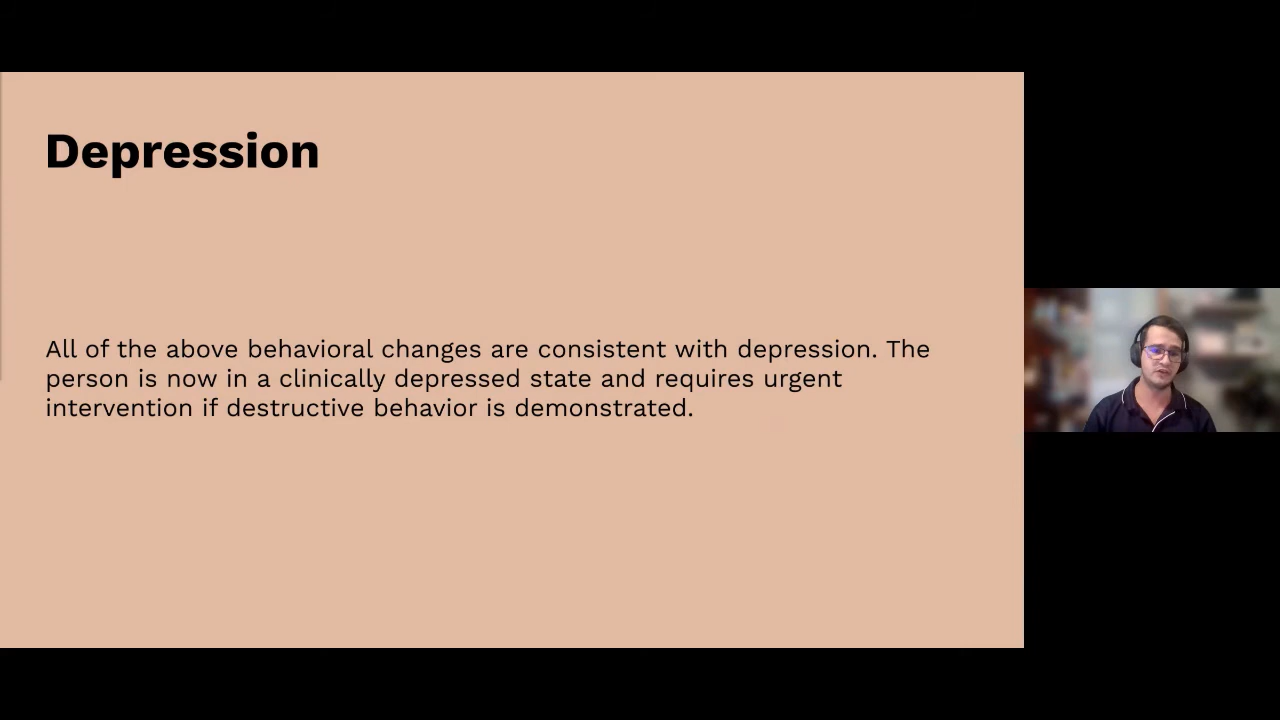 Depression
All of the above behavioral changes are consistent with depression. The
person is now in a clinically depressed state and requires urgent
intervention if destructive behavior is demonstrated.